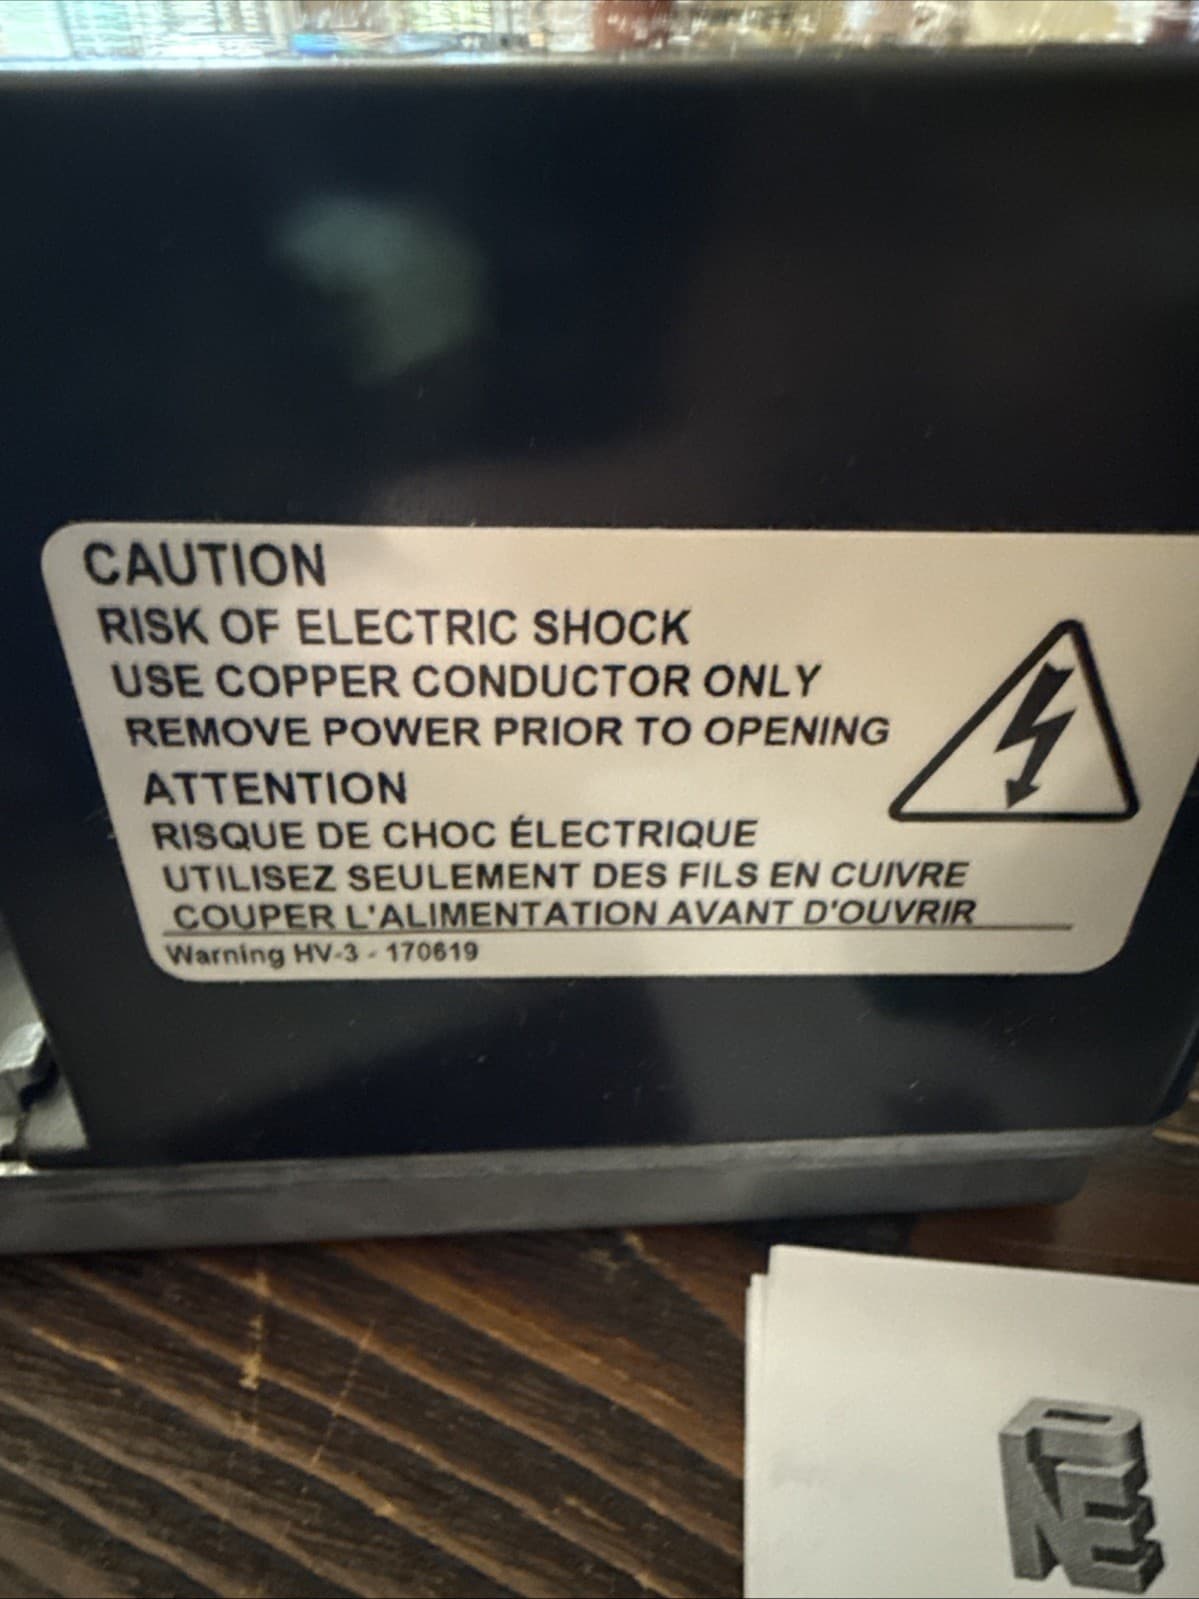 CAUTION
RISK OF ELECTRIC SHOCK
USE COPPER CONDUCTOR ONLY
REMOVE POWER PRIOR TO OPENING
ATTENTION
RISQUE DE CHOC ÉLECTRIQUE
UTILISEZ SEULEMENT DES FILS EN CUIVRE
COUPER L'ALIMENTATION AVANT D'OUVRIR
Warning HV-3 - 170619